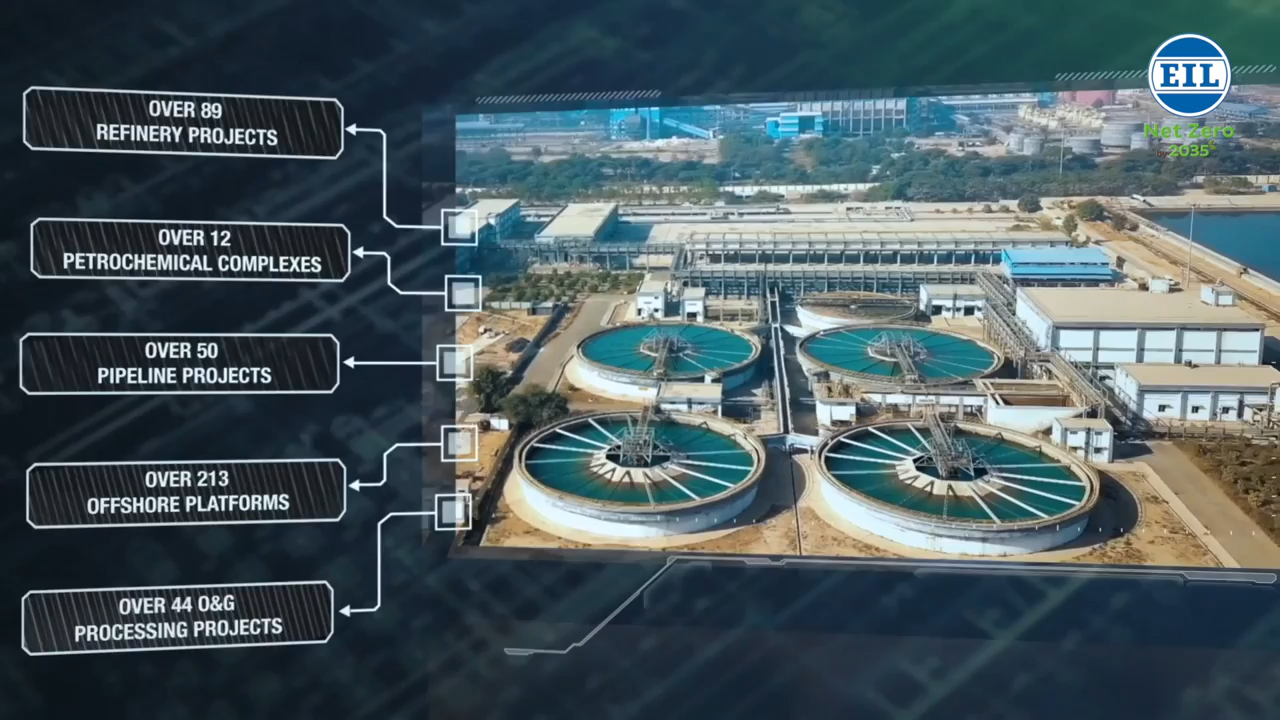 OVER 89
REFINERY PROJECTS
OVER 12
PETROCHEMICAL COMPLEXES
OVER 50
PIPELINE PROJECTS
OVER 213
OFFSHORE PLATFORMS
OVER 44 O&G
PROCESSING PROJECTS
EIL
Net Zero
by 2035